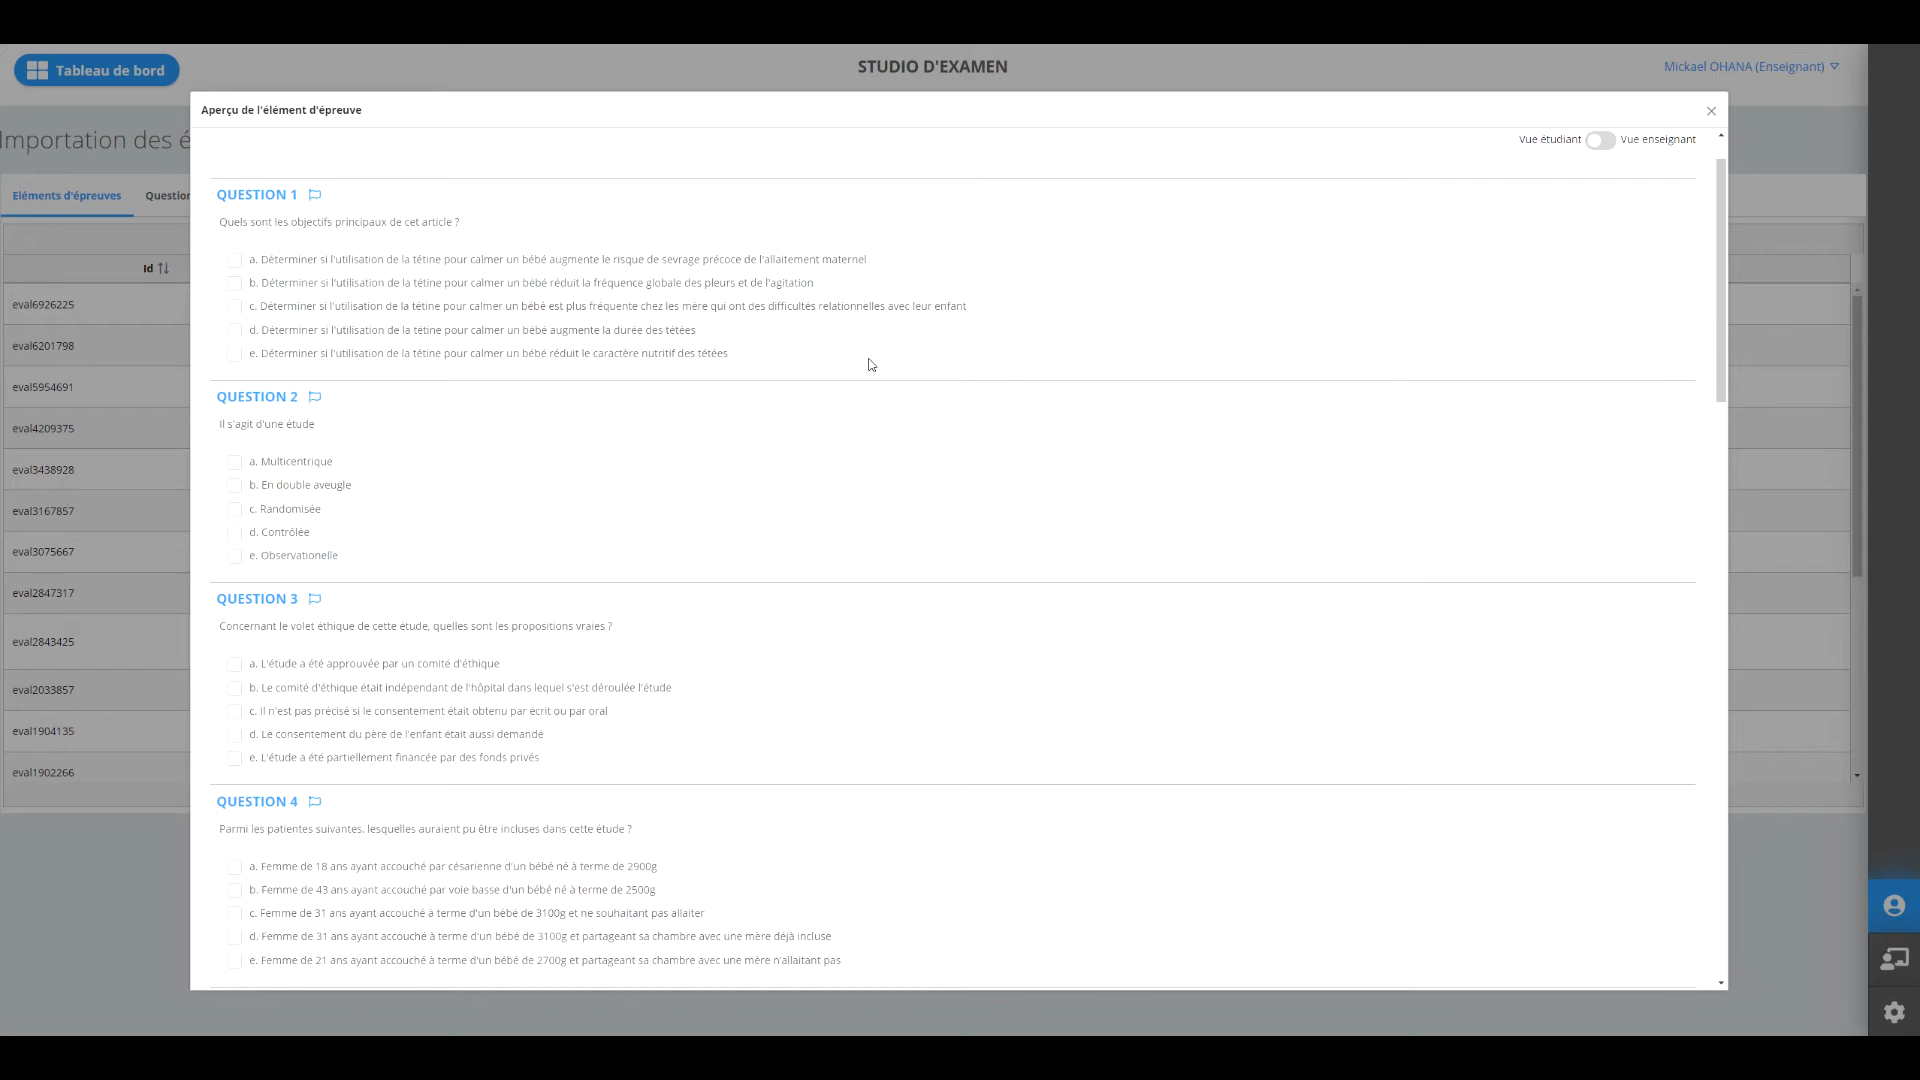 Tableau de bord
STUDIO D'EXAMEN
Mickael OHANA (Enseignant)
Importation des é
Eléments d'épreuves
Question
Id
eval6926225
eval6201798
eval5954691
eval4209375
eval3438928
eval3167857
eval3075667
eval2847317
eval2843425
eval2033857
eval1904135
eval1902266
Aperçu de l'élément d'épreuve
Vue étudiant Vue enseignant
QUESTION 1
Quels sont les objectifs principaux de cet article ?
a. Déterminer si l'utilisation de la tétine pour calmer un bébé augmente le risque de sevrage précoce de l'allaitement maternel
b. Déterminer si l'utilisation de la tétine pour calmer un bébé réduit la fréquence globale des pleurs et de l'agitation
c. Déterminer si l'utilisation de la tétine pour calmer un bébé est plus fréquente chez les mère qui ont des difficultés relationnelles avec leur enfant
d. Déterminer si l'utilisation de la tétine pour calmer un bébé augmente la durée des tétées
e. Déterminer si l'utilisation de la tétine pour calmer un bébé réduit le caractère nutritif des tétées
QUESTION 2
Il s'agit d'une étude
a. Multicentrique
b. En double aveugle
c. Randomisée
d. Contrôlée
e. Observationelle
QUESTION 3
Concernant le volet éthique de cette étude, quelles sont les propositions vraies ?
a. L'étude a été approuvée par un comité d'éthique
b. Le comité d'éthique était indépendant de l'hôpital dans lequel s'est déroulée l'étude
c. Il n'est pas précisé si le consentement était obtenu par écrit ou par oral
d. Le consentement du père de l'enfant était aussi demandé
e. L'étude a été partiellement financée par des fonds privés
QUESTION 4
Parmi les patientes suivantes, lesquelles auraient pu être incluses dans cette étude ?
a. Femme de 18 ans ayant accouché par césarienne d'un bébé né à terme de 2900g
b. Femme de 43 ans ayant accouché par voie basse d'un bébé né à terme de 2500g
c. Femme de 31 ans ayant accouché à terme d'un bébé de 3100g et ne souhaitant pas allaiter
d. Femme de 31 ans ayant accouché à terme d'un bébé de 3100g et partageant sa chambre avec une mère déjà incluse
e. Femme de 21 ans ayant accouché à terme d'un bébé de 2700g et partageant sa chambre avec une mère n'allaitant pas